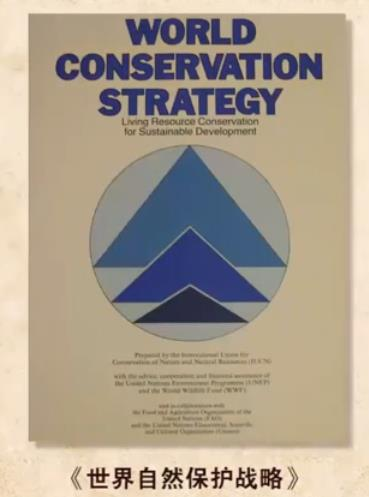 WORLD
CONSERVATION
STRATEGY
Living Resource Conservation
for Sustainable Development
Prepared by the International Union for
Conservation of Nature and Natural Resources (IUCN)
with the advice, cooperation and financial assistance of
the United Nations Environment Programme (UNEP)
and the World Wildlife Fund (WWF)
and in collaboration with
the Food and Agriculture Organization of the
United Nations (FAO)
and the United Nations Educational, Scientific
and Cultural Organization (Unesco)
《世界自然保护战略》